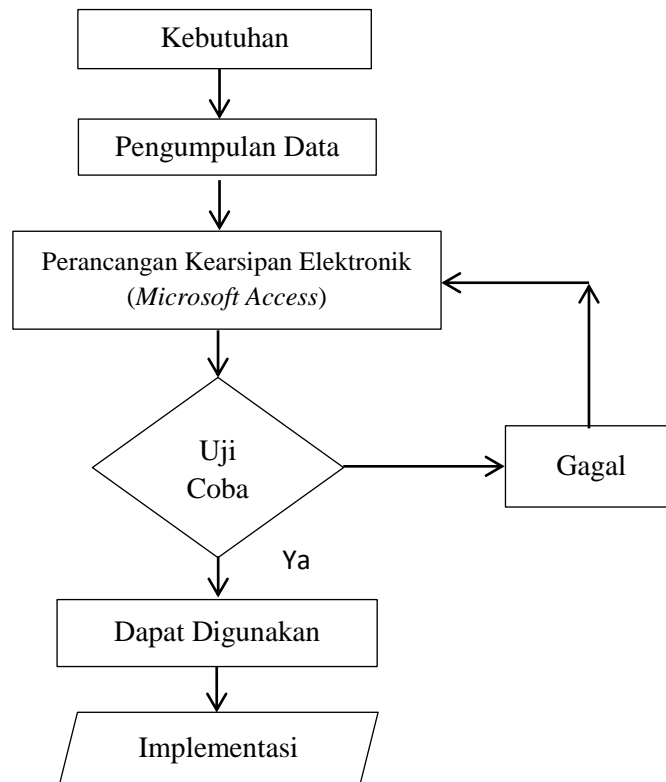 Kebutuhan
Pengumpulan Data
Perancangan Kearsipan Elektronik
(Microsoft Access)
Uji
Coba
Gagal
Ya
Dapat Digunakan
Implementasi